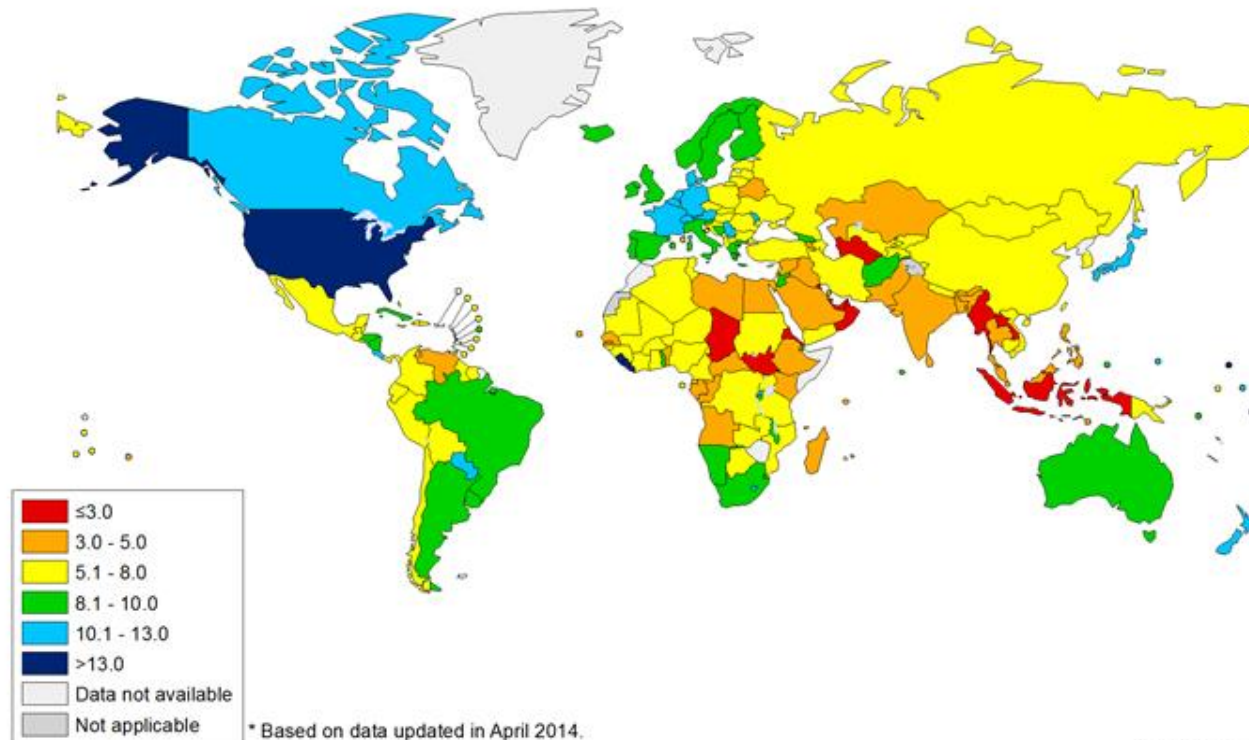 ≤3.0
3.0 - 5.0
5.1 - 8.0
8.1 - 10.0
10.1 - 13.0
>13.0
Data not available
Not applicable
* Based on data updated in April 2014.